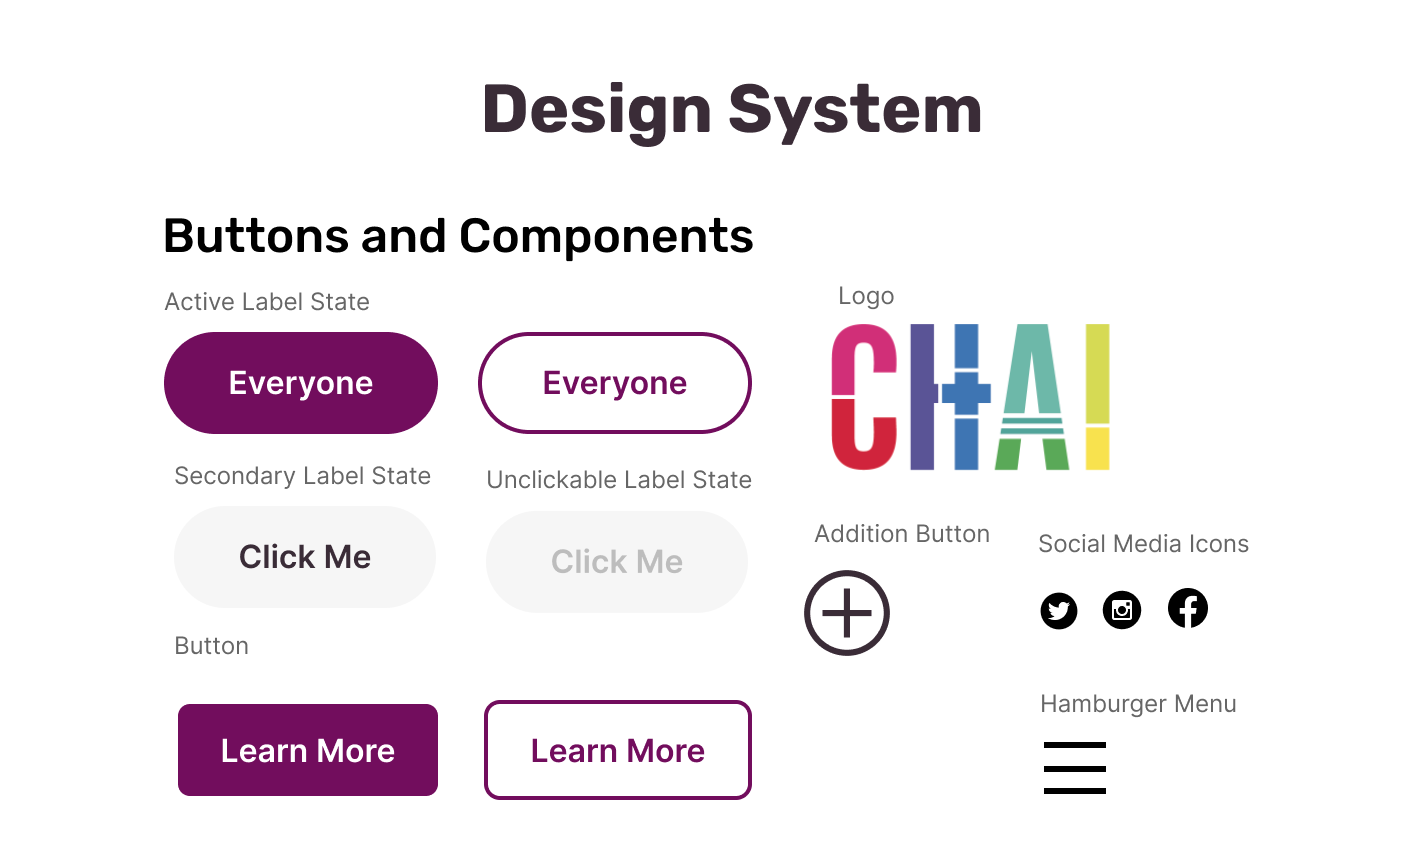 Design System
Buttons and Components
Active Label State
Everyone
Everyone
Secondary Label State
Unclickable Label State
Click Me
Click Me
Button
Learn More
Learn More
Logo
CHA!
Addition Button
Social Media Icons
Hamburger Menu